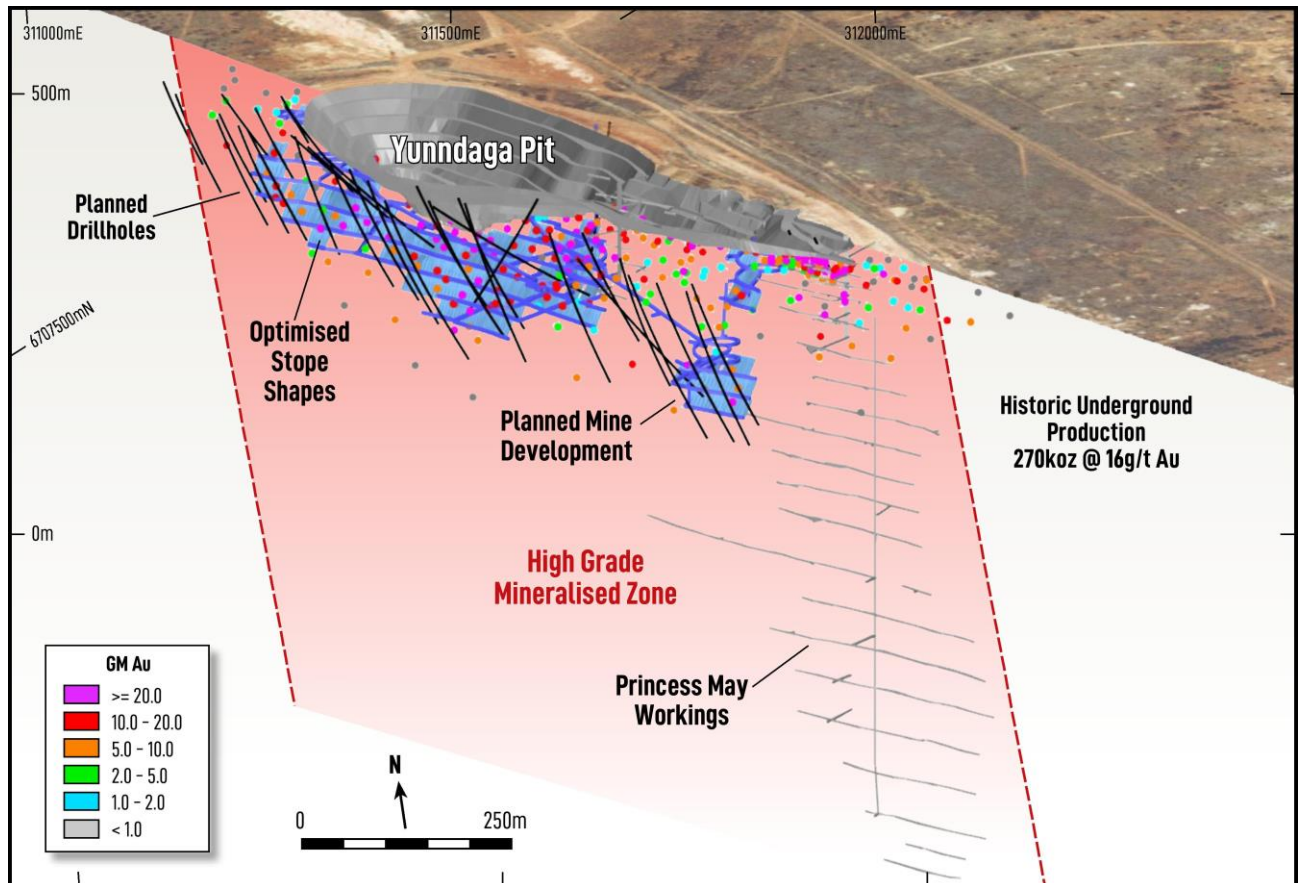 311000mE
311500mE
312000mE
500m
Yunndaga Pit
Planned
Drillholes
6707500mN
Optimised
Stope
Shapes
Planned Mine
Development
Historic Underground
Production
270koz @ 16g/t Au
0m
High Grade
Mineralised Zone
Princess May
Workings
GM Au
>= 20.0
10.0 - 20.0
5.0 - 10.0
2.0 - 5.0
1.0 - 2.0
< 1.0
N
0
250m